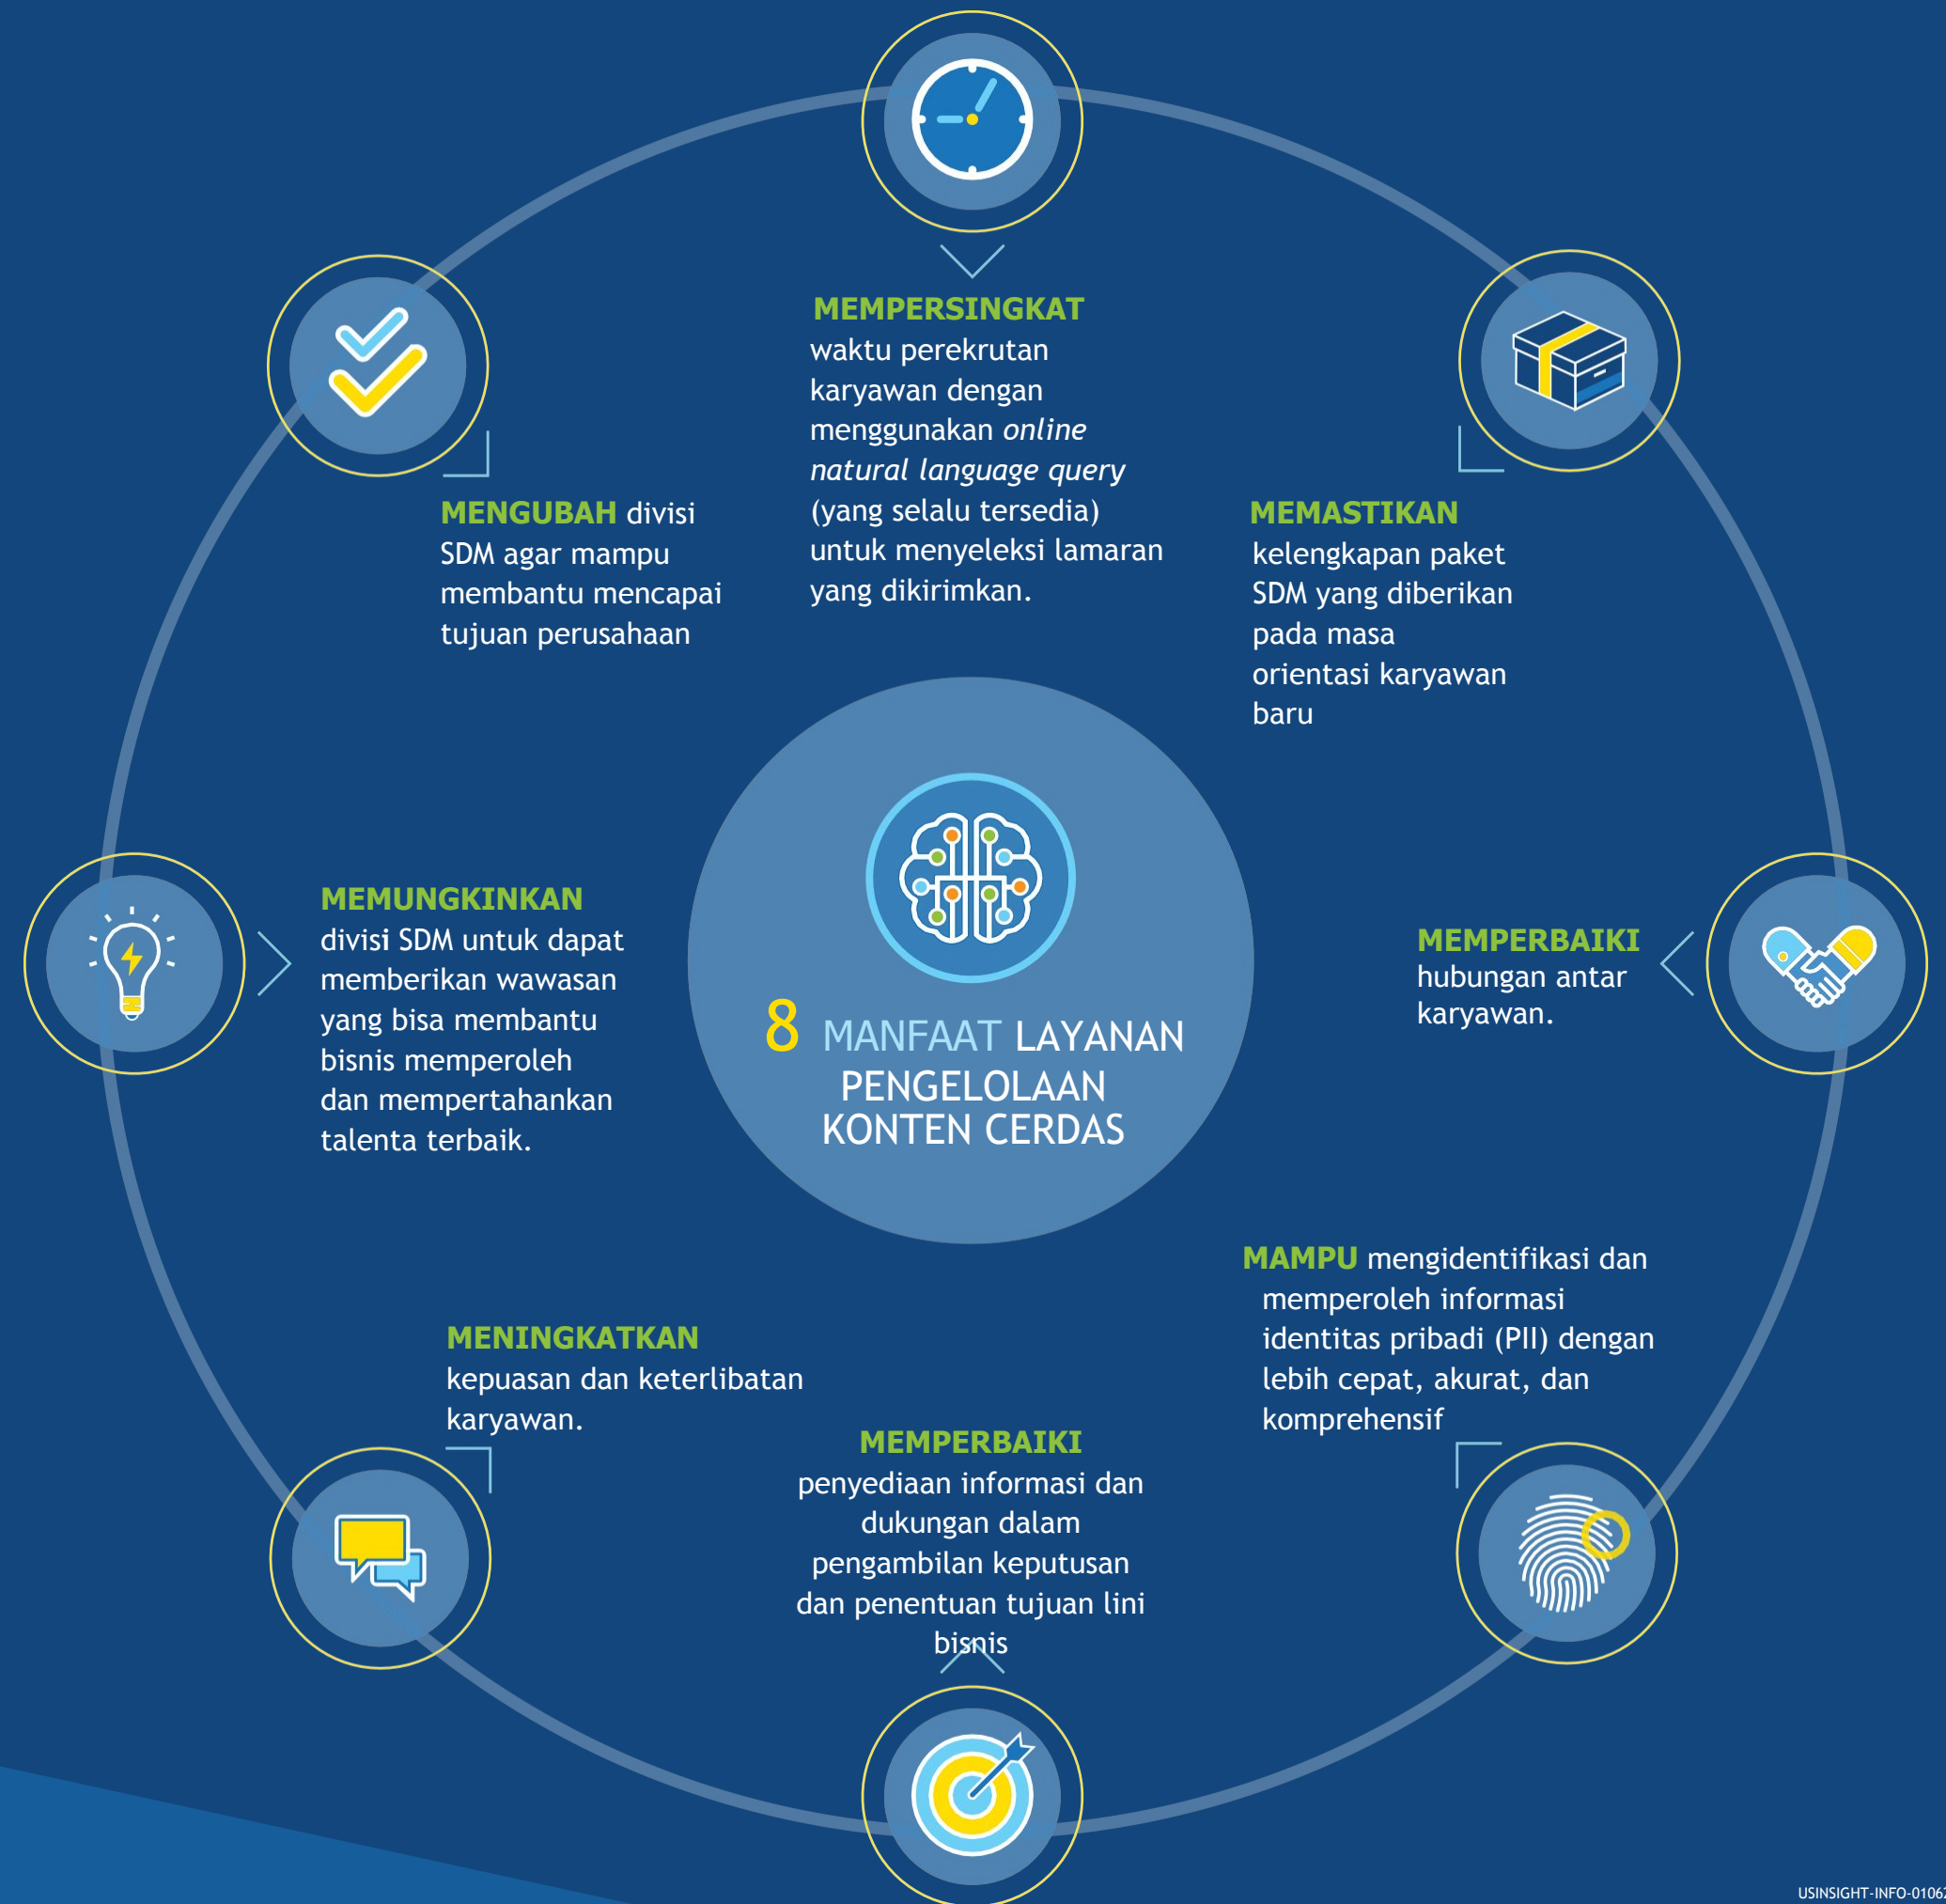 MEMPERSINGKAT
waktu perekrutan
karyawan dengan
menggunakan online
natural language query
(yang selalu tersedia)
untuk menyeleksi lamaran
yang dikirimkan.
MEMASTIKAN
kelengkapan paket
SDM yang diberikan
pada masa
orientasi karyawan
baru
MEMPERBAIKI
hubungan antar
karyawan.
MAMPU mengidentifikasi dan
memperoleh informasi
identitas pribadi (PII) dengan
lebih cepat, akurat, dan
komprehensif
MEMPERBAIKI
penyediaan informasi dan
dukungan dalam
pengambilan keputusan
dan penentuan tujuan lini
bisnis
MENINGKATKAN
kepuasan dan keterlibatan
karyawan.
MEMUNGKINKAN
divisi SDM untuk dapat
memberikan wawasan
yang bisa membantu
bisnis memperoleh
dan mempertahankan
talenta terbaik.
MENGUBAH divisi
SDM agar mampu
membantu mencapai
tujuan perusahaan
8 MANFAAT LAYANAN
PENGELOLAAN
KONTEN CERDAS